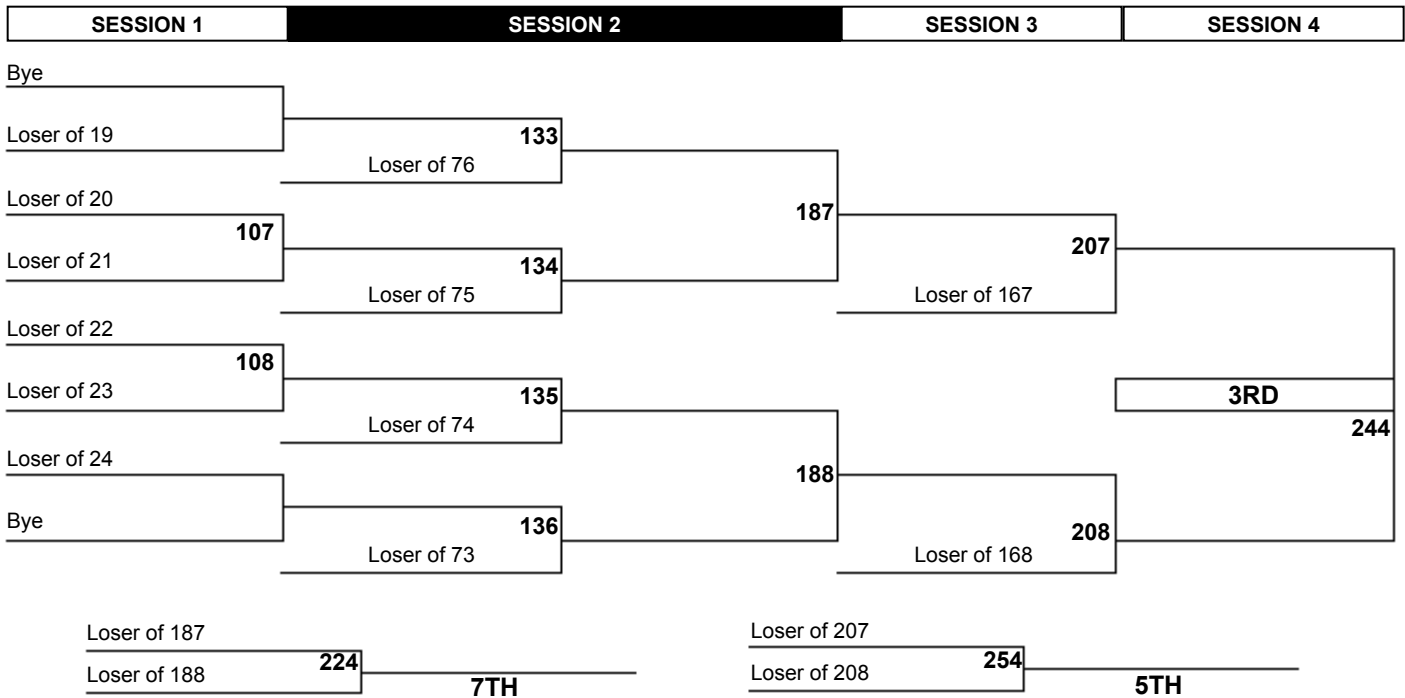 SESSION 1 SESSION 2 SESSION 3 SESSION 4
Bye
Loser of 19
133
Loser of 76
Loser of 20
187
107
207
Loser of 21
134
Loser of 75
Loser of 167
Loser of 22
108
Loser of 23
135
3RD
Loser of 74
244
Loser of 24
188
Bye
136
208
Loser of 73
Loser of 168
Loser of 187
224
Loser of 188
7TH
Loser of 207
254
Loser of 208
5TH